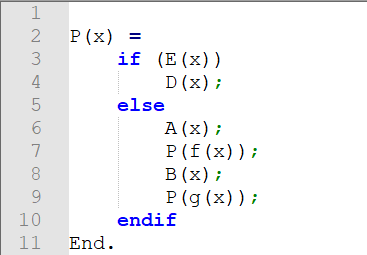 1
2 P(x) =
3     if (E(x))
4         D(x);
5     else
6         A(x);
7         P(f(x));
8         B(x);
9         P(g(x));
10     endif
11 End.